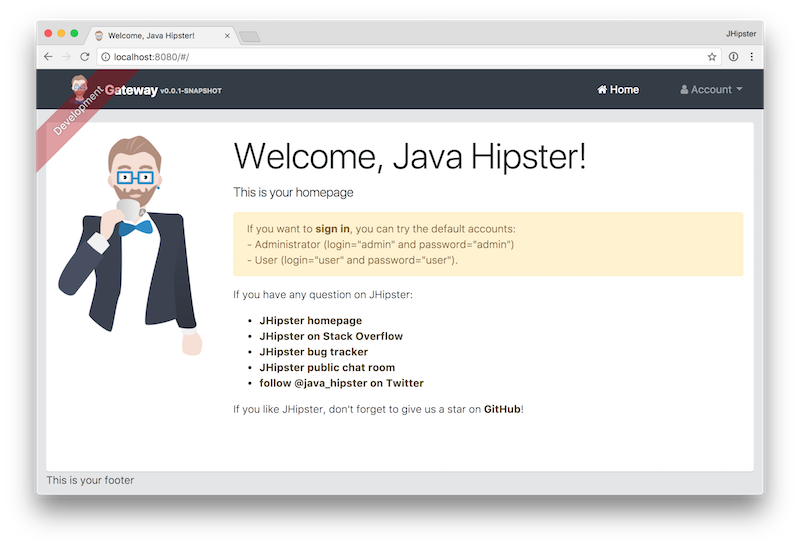 Welcome, Java Hipster!
JHipster
localhost:8080/#/
Development
Gateway v0.0.1-SNAPSHOT
Home
Account
Welcome, Java Hipster!
This is your homepage
If you want to sign in, you can try the default accounts:
- Administrator (login="admin" and password="admin")
- User (login="user" and password="user").
If you have any question on JHipster:
• JHipster homepage
• JHipster on Stack Overflow
• JHipster bug tracker
• JHipster public chat room
• follow @java_hipster on Twitter
If you like JHipster, don't forget to give us a star on GitHub!
This is your footer